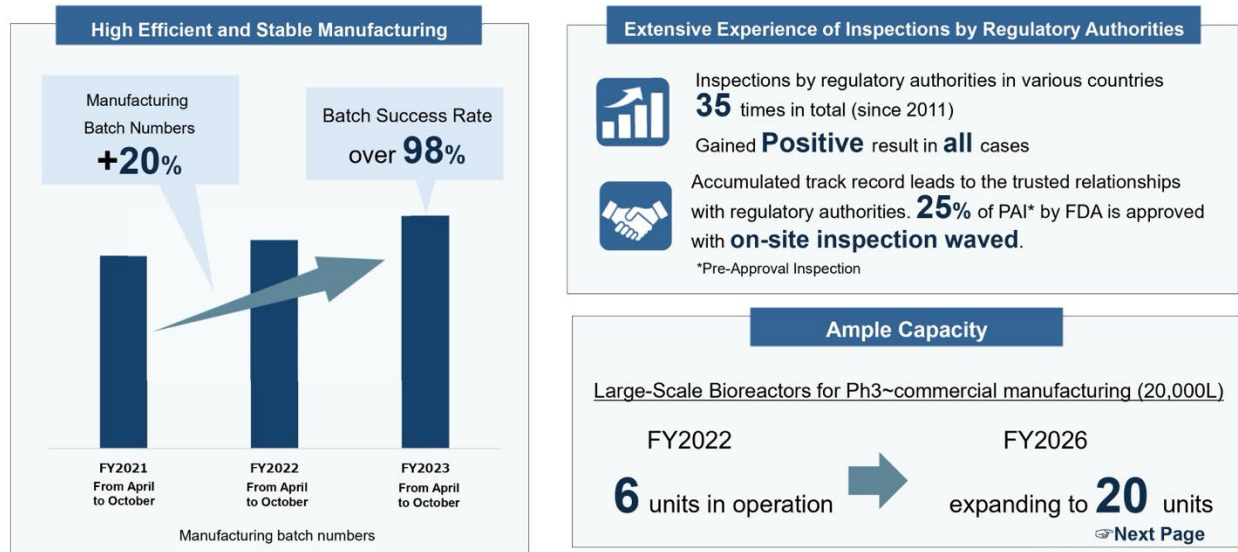 High Efficient and Stable Manufacturing
Manufacturing
Batch Numbers
+20%
Batch Success Rate
over 98%
FY2021
From April
to October
FY2022
From April
to October
FY2023
From April
to October
Manufacturing batch numbers
Extensive Experience of Inspections by Regulatory Authorities
Inspections by regulatory authorities in various countries
35 times in total (since 2011)
Gained Positive result in all cases
Accumulated track record leads to the trusted relationships
with regulatory authorities. 25% of PAI* by FDA is approved
with on-site inspection waved.
*Pre-Approval Inspection
Ample Capacity
Large-Scale Bioreactors for Ph3~commercial manufacturing (20,000L)
FY2022
6 units in operation
FY2026
expanding to 20 units
☞Next Page